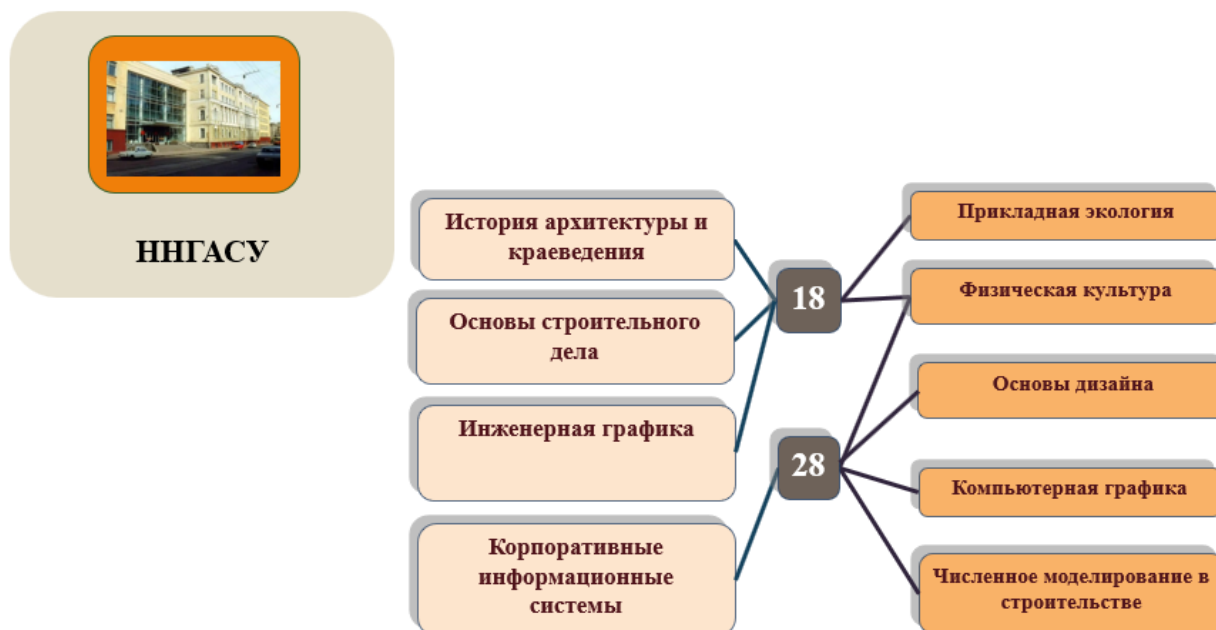 ННГАСУ
История архитектуры и
краеведения
Основы строительного
дела
Инженерная графика
Корпоративные
информационные
системы
18
28
Прикладная экология
Физическая культура
Основы дизайна
Компьютерная графика
Численное моделирование в
строительстве